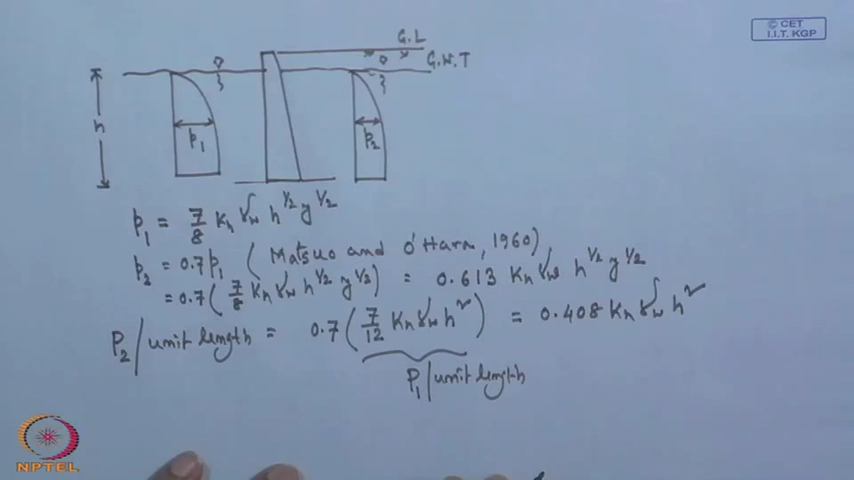 © CET
I.I.T. KGP
G.L
G.W.T
h
p₁
p₂
p₁ = 7/8 Kₕ γw h^1/2 y^1/2
p₂ = 0.7p₁ (Matsuo and O'Hara, 1960)
= 0.7 (7/8 Kₕ γw h^1/2 y^1/2) = 0.613 Kₕ γw h^1/2 y^1/2
P₂/unit length = 0.7 (7/12 Kₕ γw h²) = 0.408 Kₕ γw h²
P₁/unit length
NPTEL